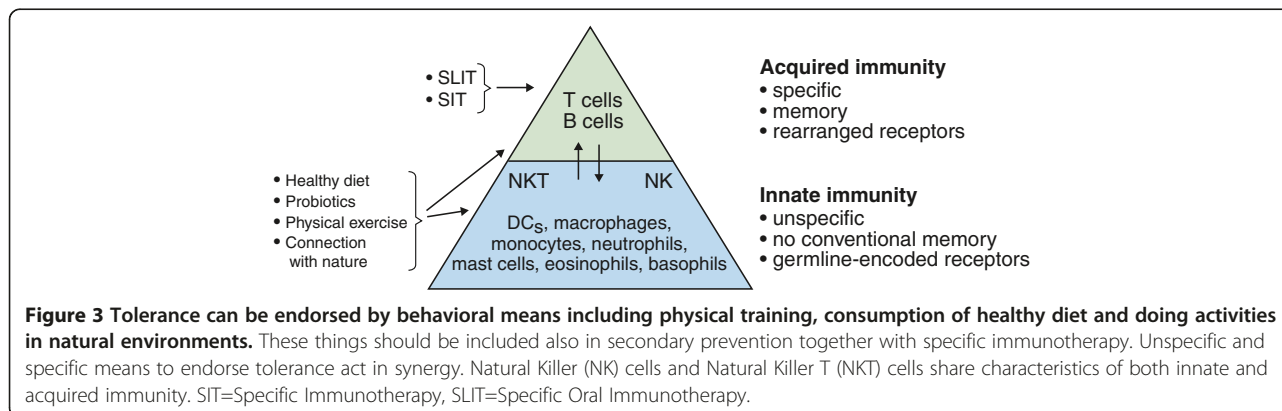 • SLIT
• SIT
T cells
B cells
Acquired immunity
• specific
• memory
• rearranged receptors
• Healthy diet
• Probiotics
• Physical exercise
• Connection
with nature
NKT NK
DCs, macrophages,
monocytes, neutrophils,
mast cells, eosinophils, basophils
Innate immunity
• unspecific
• no conventional memory
• germline-encoded receptors
Figure 3 Tolerance can be endorsed by behavioral means including physical training, consumption of healthy diet and doing activities
in natural environments. These things should be included also in secondary prevention together with specific immunotherapy. Unspecific and
specific means to endorse tolerance act in synergy. Natural Killer (NK) cells and Natural Killer T (NKT) cells share characteristics of both innate and
acquired immunity. SIT=Specific Immunotherapy, SLIT=Specific Oral Immunotherapy.